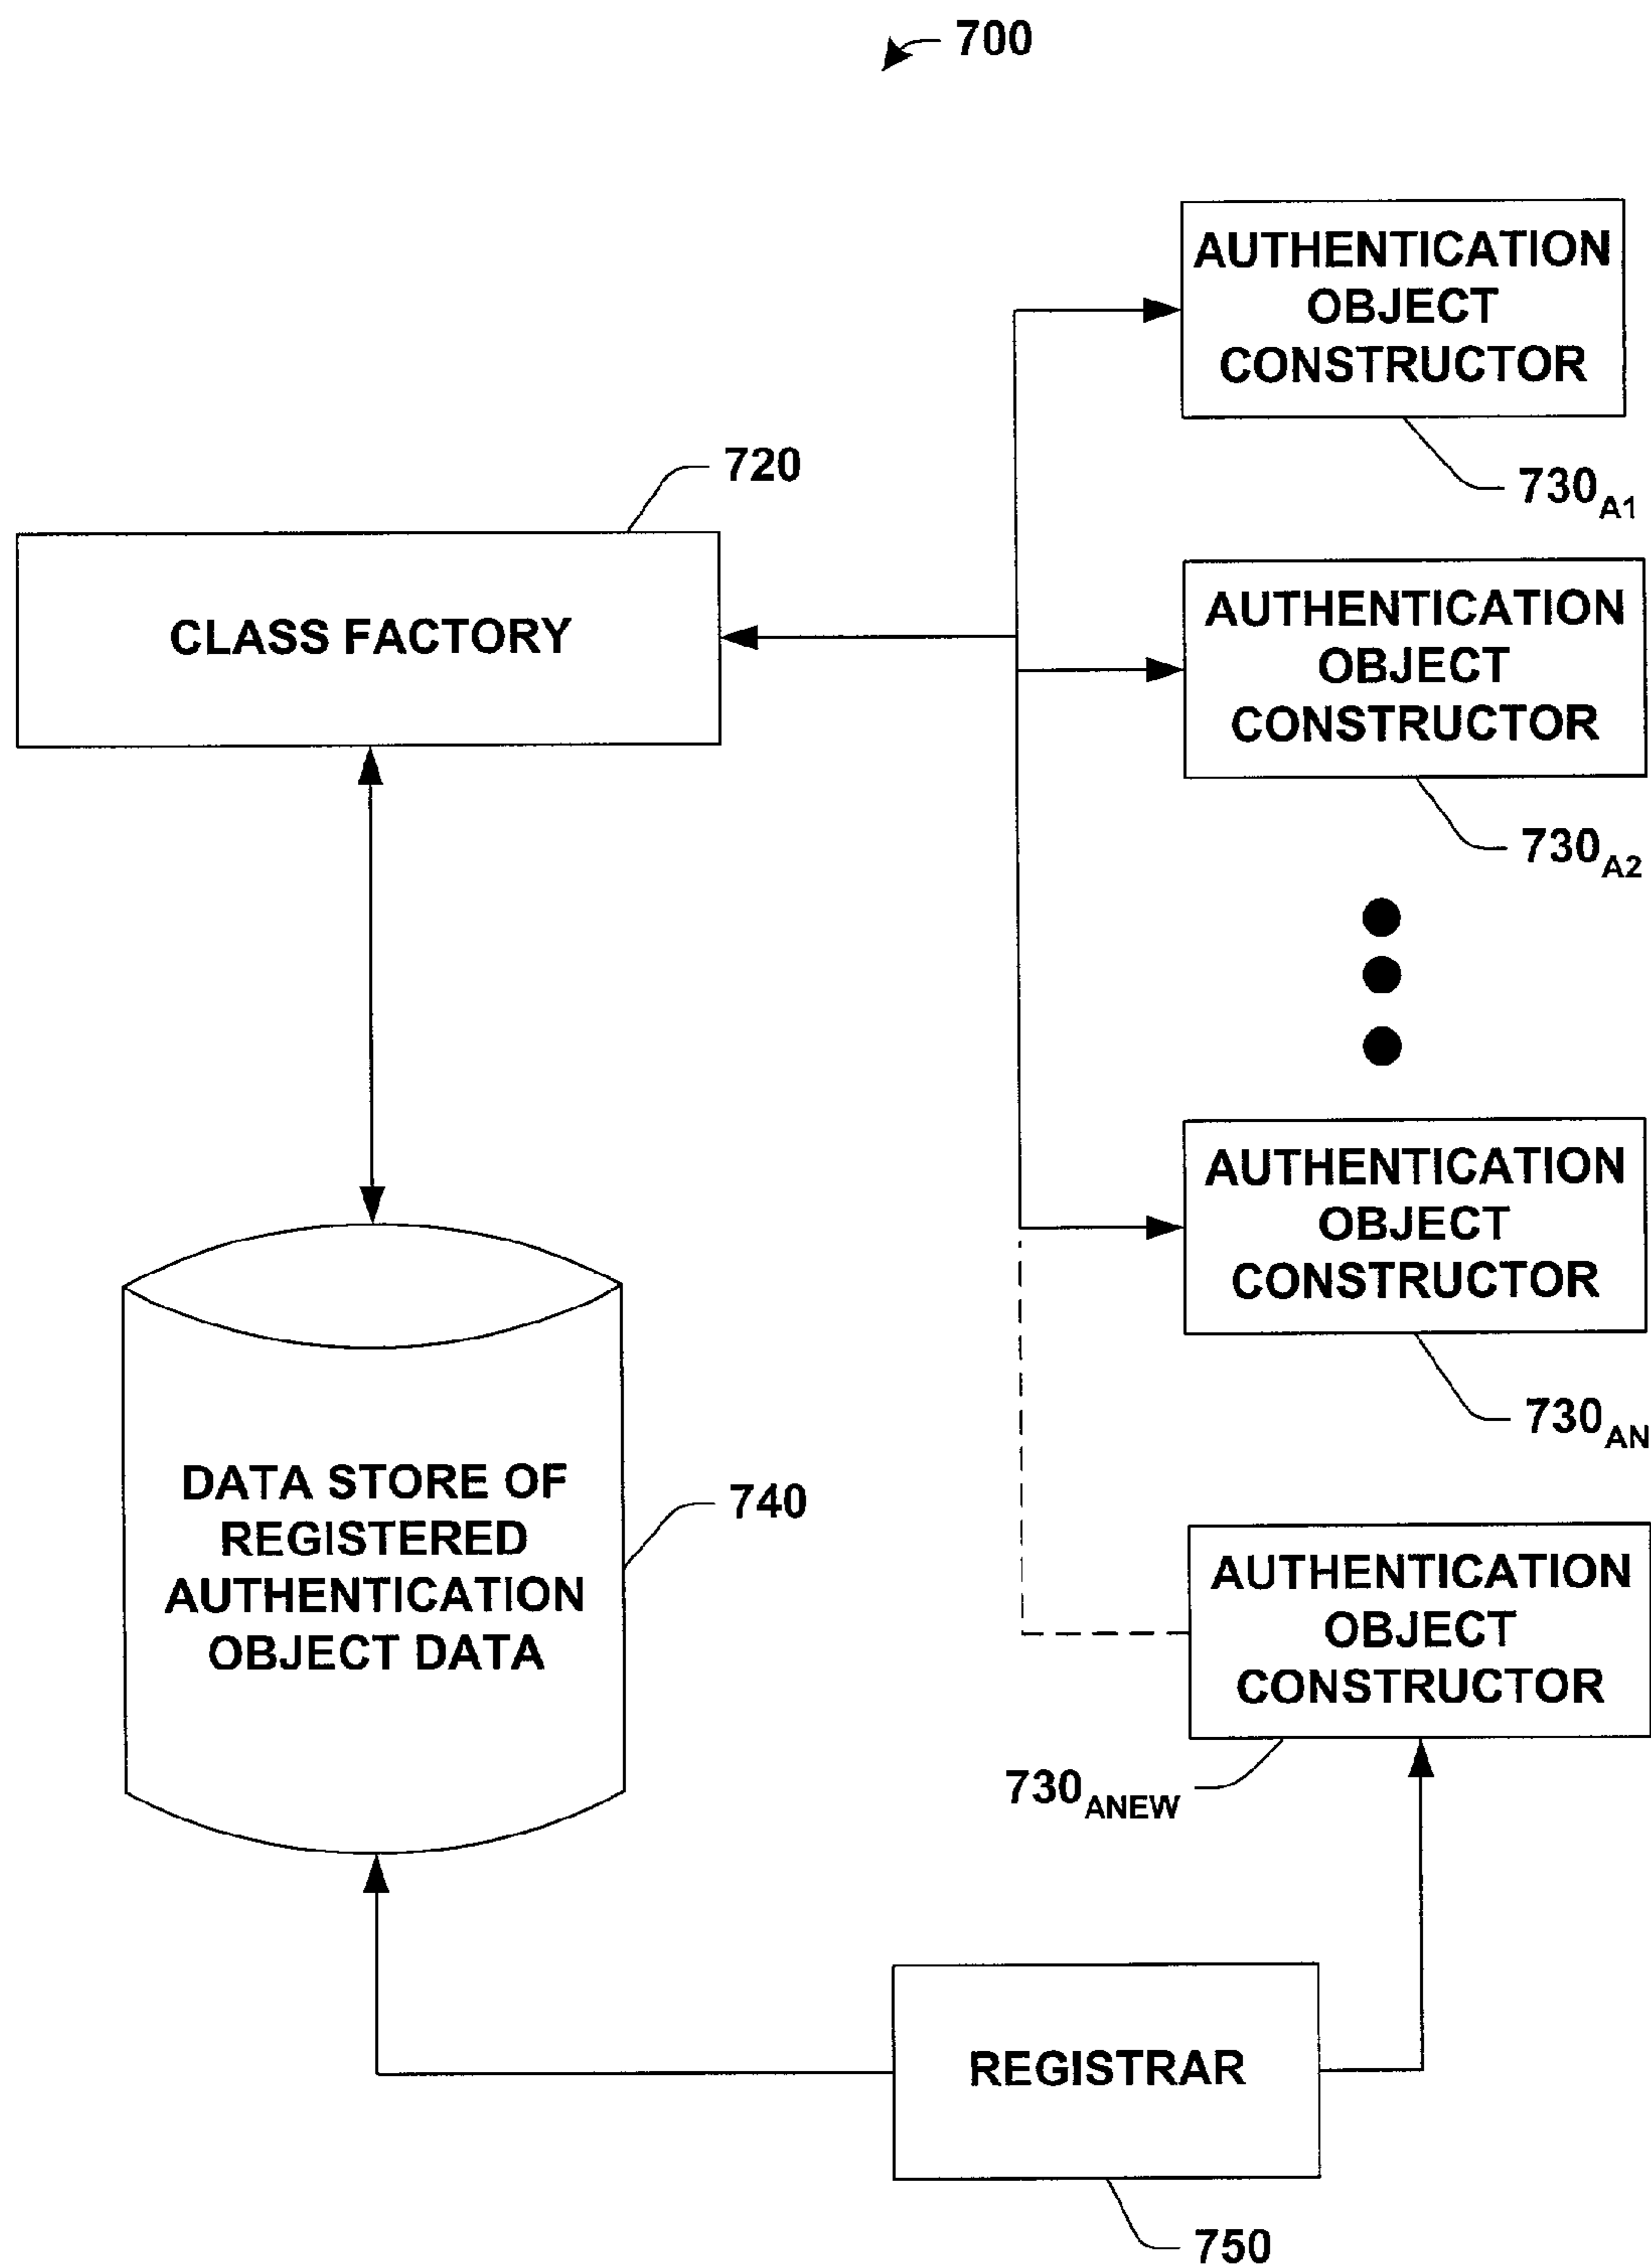 700
AUTHENTICATION
OBJECT
CONSTRUCTOR
730A1
720
CLASS FACTORY
AUTHENTICATION
OBJECT
CONSTRUCTOR
730A2
AUTHENTICATION
OBJECT
CONSTRUCTOR
730AN
DATA STORE OF
REGISTERED
AUTHENTICATION
OBJECT DATA
740
AUTHENTICATION
OBJECT
CONSTRUCTOR
730ANEW
REGISTRAR
750